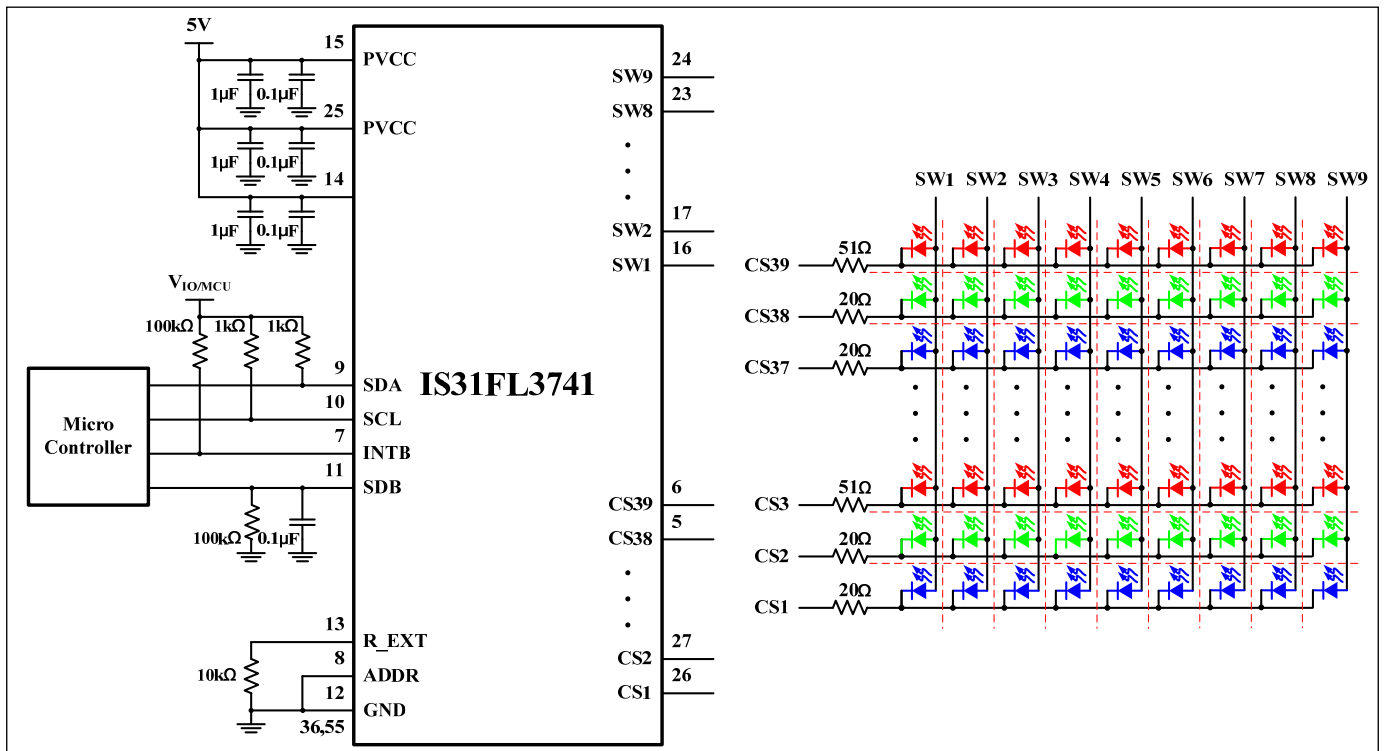 5V
15
PVCC
1µF 0.1µF
25
PVCC
1µF 0.1µF
14
1µF 0.1µF
VIO/MCU
100kΩ 1kΩ 1kΩ
Micro
Controller
9
SDA
10
SCL
7
INTB
11
SDB
100kΩ 0.1µF
13
R_EXT
10kΩ
8
ADDR
12
GND
36,55
IS31FL3741
24
SW9
23
SW8
17
SW2
16
SW1
6
CS39
5
CS38
27
CS2
26
CS1
SW1 SW2 SW3 SW4 SW5 SW6 SW7 SW8 SW9
CS39 51Ω
CS38 20Ω
CS37 20Ω
CS3 51Ω
CS2 20Ω
CS1 20Ω